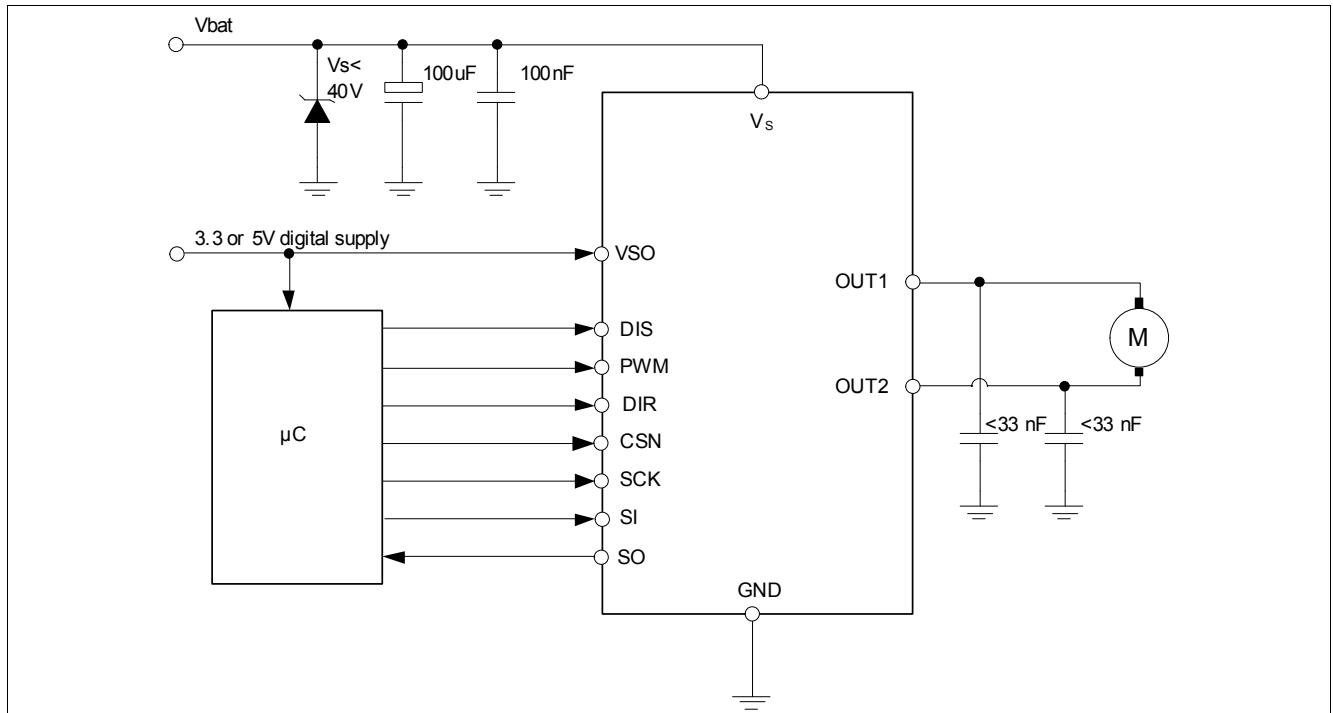 Vbat
Vs<
40V
100uF
100nF
Vs
3.3 or 5V digital supply
VSO
OUT1
DIS
M
PWM
OUT2
DIR
<33 nF
<33 nF
µC
CSN
SCK
SI
SO
GND